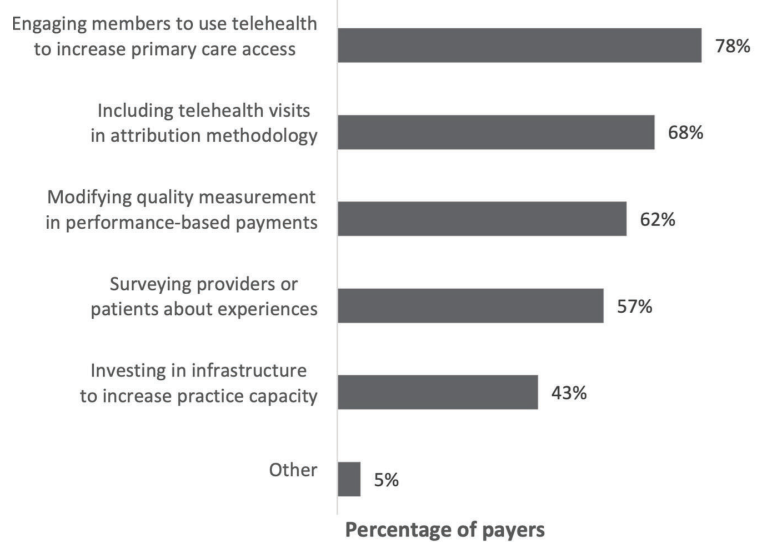 Engaging members to use telehealth
to increase primary care access
78%
Including telehealth visits
in attribution methodology
68%
Modifying quality measurement
in performance-based payments
62%
Surveying providers or
patients about experiences
57%
Investing in infrastructure
to increase practice capacity
43%
Other
5%
Percentage of payers